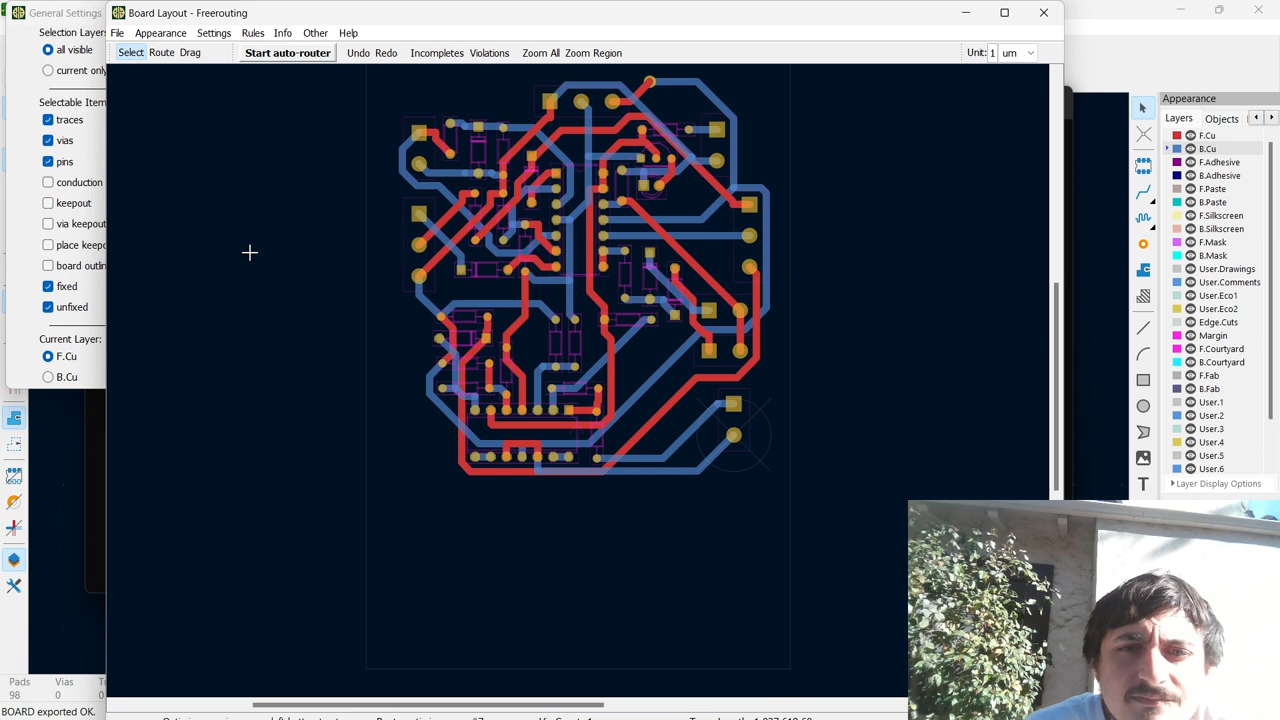 General Settings
Selection Layers
all visible
current only
Selectable Items
traces
vias
pins
conduction
keepout
via keepout
place keepout
board outline
fixed
unfixed
Current Layer:
F.Cu
B.Cu
Board Layout - Freerouting
File Appearance Settings Rules Info Other Help
Select Route Drag Start auto-router Undo Redo Incompletes Violations Zoom All Zoom Region Unit: 1 um
Appearance
Layers Objects
F.Cu
B.Cu
F.Adhesive
B.Adhesive
F.Paste
B.Paste
F.Silkscreen
B.Silkscreen
F.Mask
B.Mask
User.Drawings
User.Comments
User.Eco1
User.Eco2
Edge.Cuts
Margin
F.Courtyard
B.Courtyard
F.Fab
B.Fab
User.1
User.2
User.3
User.4
User.5
User.6
Layer Display Options
Pads Vias
98 0 0
BOARD exported OK.